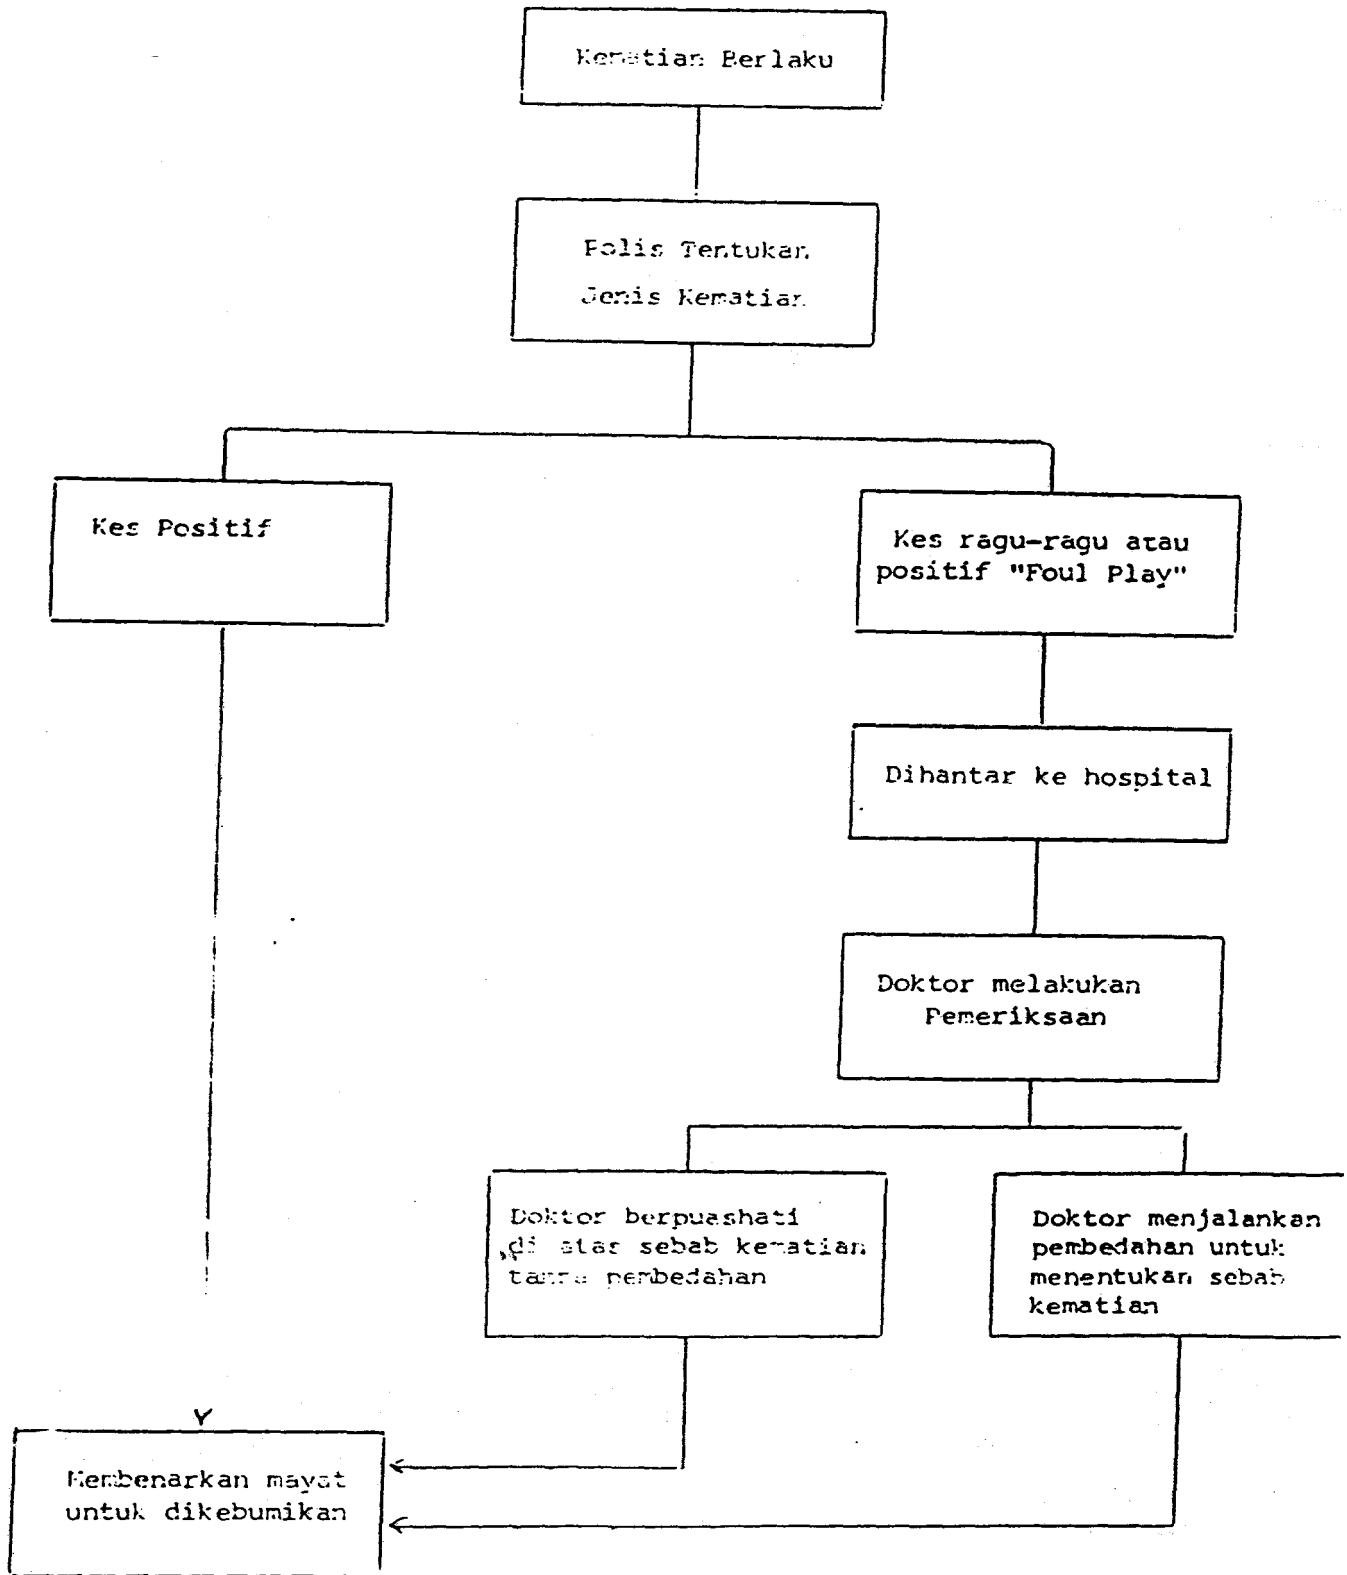 Kematian Berlaku
Polis Tentukan
Jenis Kematian
Kes Positif
Kes ragu-ragu atau
positif "Foul Play"
Dihantar ke hospital
Doktor melakukan
Pemeriksaan
Doktor berpuashati
di atas sebab kematian
tanpa pembedahan
Doktor menjalankan
pembedahan untuk
menentukan sebab
kematian
Membenarkan mayat
untuk dikebumikan